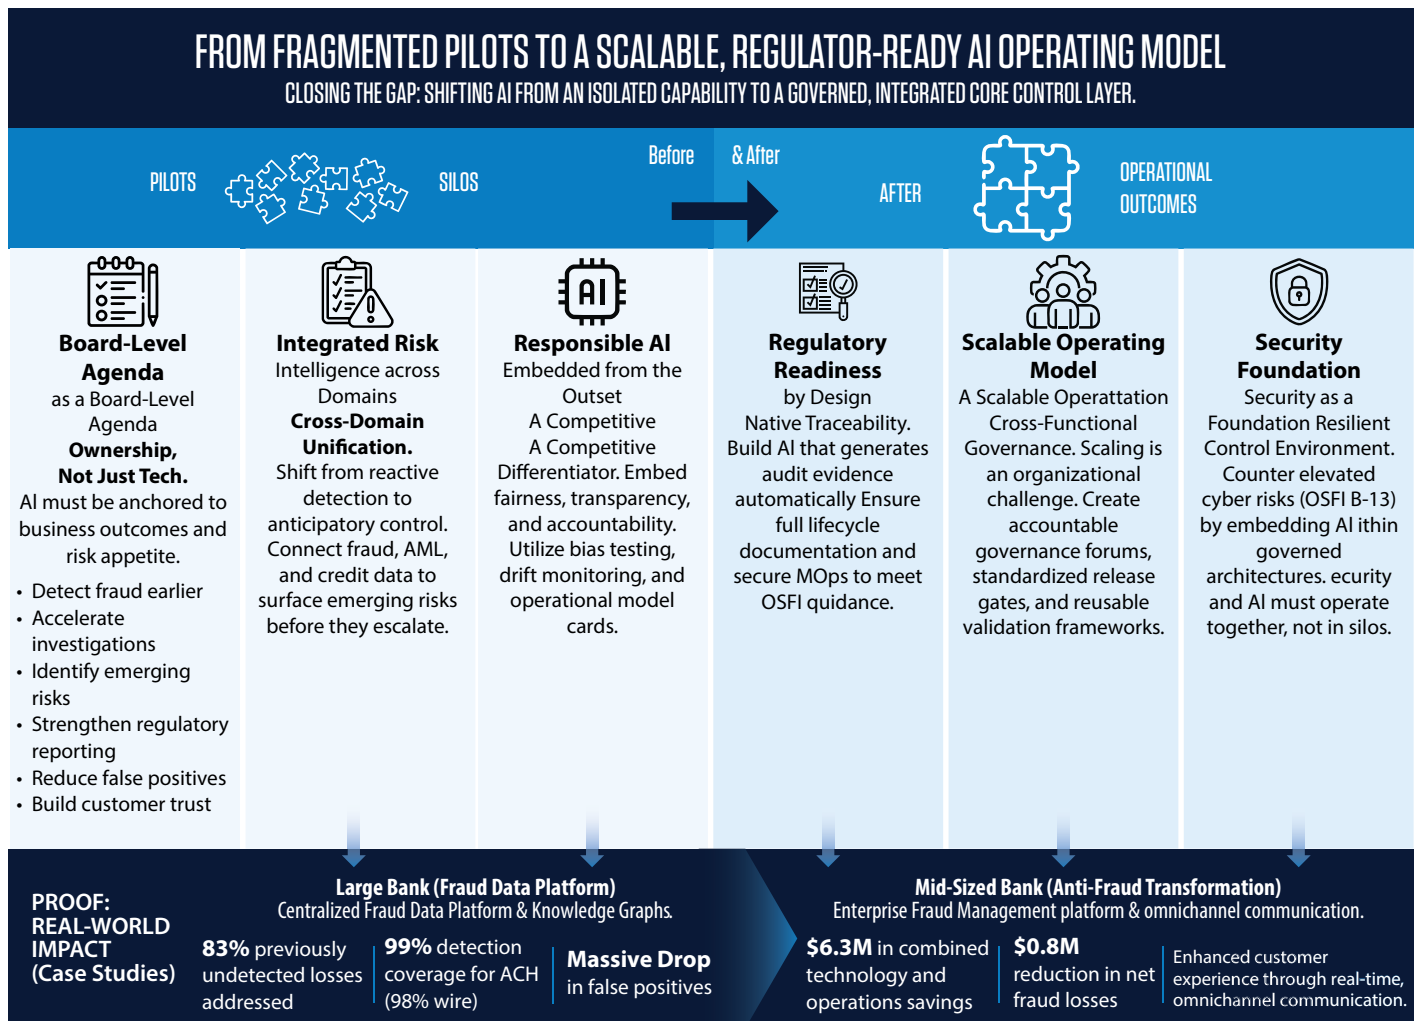 FROM FRAGMENTED PILOTS TO A SCALABLE, REGULATOR-READY AI OPERATING MODEL
CLOSING THE GAP: SHIFTING AI FROM AN ISOLATED CAPABILITY TO A GOVERNED, INTEGRATED CORE CONTROL LAYER.
PILOTS
SILOS
Before & After
AFTER
OPERATIONAL
OUTCOMES
Board-Level
Agenda
as a Board-Level
Agenda
Ownership,
Not Just Tech.
AI must be anchored to
business outcomes and
risk appetite.
• Detect fraud earlier
• Accelerate
investigations
• Identify emerging
risks
• Strengthen regulatory
reporting
• Reduce false positives
• Build customer trust
Integrated Risk
Intelligence across
Domains
Cross-Domain
Unification.
Shift from reactive
detection to
anticipatory control.
Connect fraud, AML,
and credit data to
surface emerging risks
before they escalate.
AI
Responsible AI
Embedded from the
Outset
A Competitive
A Competitive
Differentiator. Embed
fairness, transparency,
and accountability.
Utilize bias testing,
drift monitoring, and
operational model
cards.
Regulatory
Readiness
by Design
Native Traceability.
Build AI that generates
audit evidence
automatically Ensure
full lifecycle
documentation and
secure MOps to meet
OSFI quidance.
Scalable Operating
Model
A Scalable Operattation
Cross-Functional
Governance. Scaling is
an organizational
challenge. Create
accountable
governance forums,
standardized release
gates, and reusable
validation frameworks.
Security
Foundation
Security as a
Foundation Resilient
Control Environment.
Counter elevated
cyber risks (OSFI B-13)
by embedding AI ithin
governed
architectures. ecurity
and AI must operate
together, not in silos.
PROOF:
REAL-WORLD
IMPACT
(Case Studies)
Large Bank (Fraud Data Platform)
Centralized Fraud Data Platform & Knowledge Graphs.
83% previously
undetected losses
addressed
99% detection
coverage for ACH
(98% wire)
Massive Drop
in false positives
Mid-Sized Bank (Anti-Fraud Transformation)
Enterprise Fraud Management platform & omnichannel communication.
$6.3M in combined
technology and
operations savings
$0.8M
reduction in net
fraud losses
Enhanced customer
experience through real-time,
omnichannel communication.